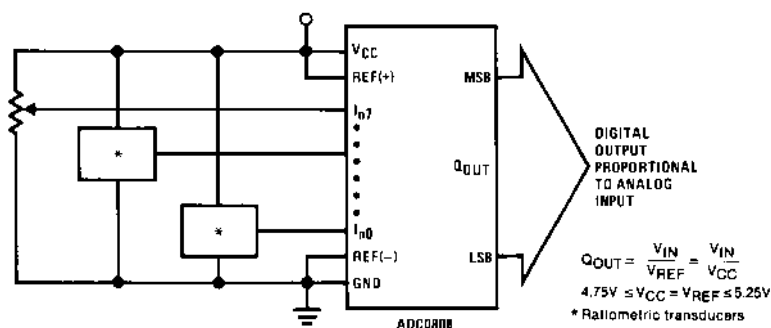 VCC
REF(+)
In7
*
*
*
*
*
*
In0
REF(−)
GND
MSB
QOUT
LSB
*
*
ADC0808
DIGITAL
OUTPUT
PROPORTIONAL
TO ANALOG
INPUT
QOUT = VIN/VREF = VIN/VCC
4.75V ≤ VCC = VREF ≤ 5.25V
* Ratiometric transducers